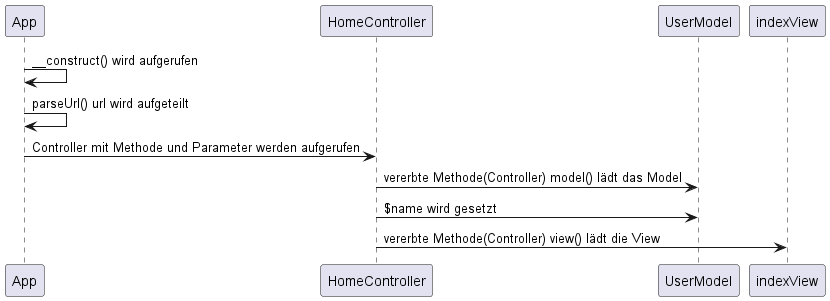 App
HomeController
UserModel
indexView
__construct() wird aufgerufen
parseUrl() url wird aufgeteilt
Controller mit Methode und Parameter werden aufgerufen
vererbte Methode(Controller) model() lädt das Model
$name wird gesetzt
vererbte Methode(Controller) view() lädt die View
App
HomeController
UserModel
indexView